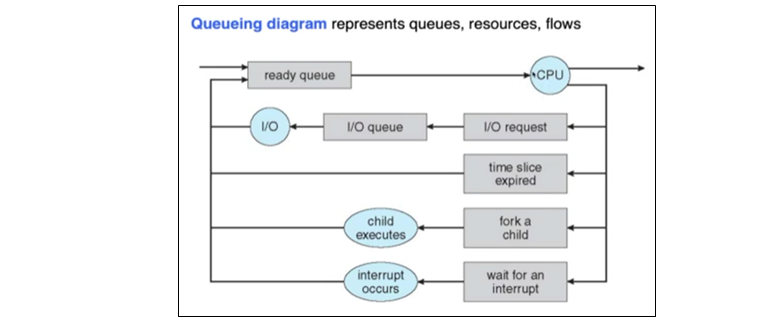 Queueing diagram represents queues, resources, flows
ready queue
CPU
I/O
I/O queue
I/O request
time slice
expired
child
executes
fork a
child
interrupt
occurs
wait for an
interrupt